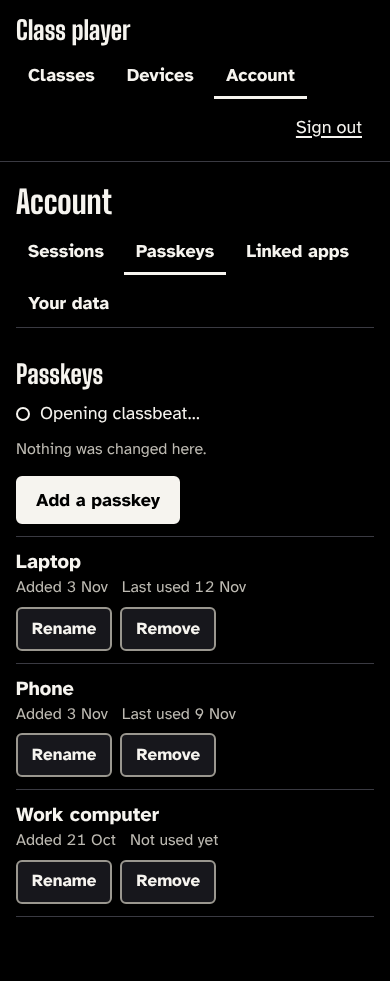 Class player
Classes Devices Account
Sign out
Account
Sessions Passkeys Linked apps
Your data
Passkeys
Opening classbeat...
Nothing was changed here.
Add a passkey
Laptop
Added 3 Nov Last used 12 Nov
Rename Remove
Phone
Added 3 Nov Last used 9 Nov
Rename Remove
Work computer
Added 21 Oct Not used yet
Rename Remove